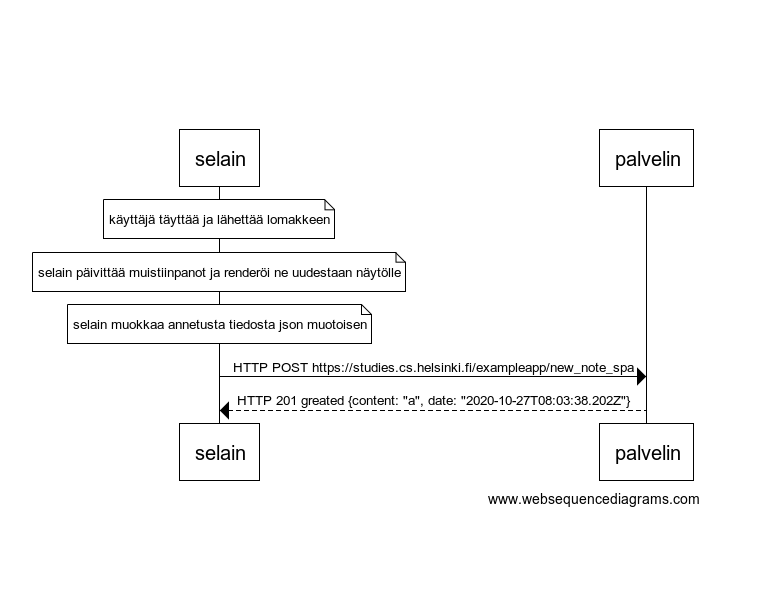 selain
palvelin
käyttäjä täyttää ja lähettää lomakkeen
selain päivittää muistiinpanot ja renderöi ne uudestaan näytölle
selain muokkaa annetusta tiedosta json muotoisen
HTTP POST https://studies.cs.helsinki.fi/exampleapp/new_note_spa
HTTP 201 greated {content: "a", date: "2020-10-27T08:03:38.202Z"}
selain
palvelin
www.websequencediagrams.com